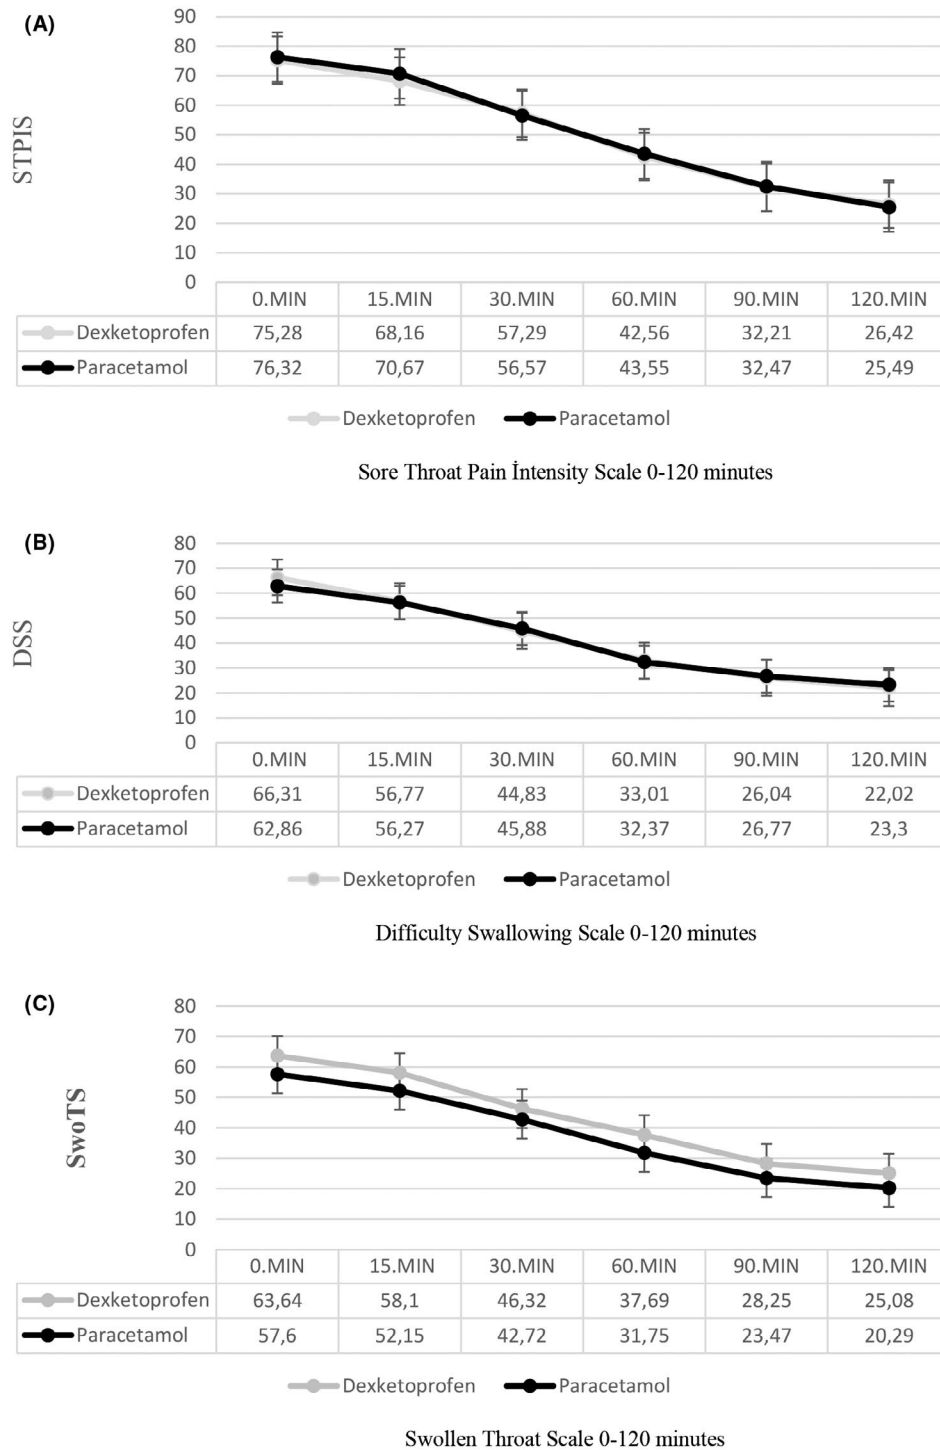 (A)
STPIS
90
80
70
60
50
40
30
20
10
0
0.MIN 15.MIN 30.MIN 60.MIN 90.MIN 120.MIN
Dexketoprofen 75,28 68,16 57,29 42,56 32,21 26,42
Paracetamol 76,32 70,67 56,57 43,55 32,47 25,49
Dexketoprofen Paracetamol
Sore Throat Pain İntensity Scale 0-120 minutes
(B)
DSS
80
70
60
50
40
30
20
10
0
0.MIN 15.MIN 30.MIN 60.MIN 90.MIN 120.MIN
Dexketoprofen 66,31 56,77 44,83 33,01 26,04 22,02
Paracetamol 62,86 56,27 45,88 32,37 26,77 23,3
Dexketoprofen Paracetamol
Difficulty Swallowing Scale 0-120 minutes
(C)
SwoTS
80
70
60
50
40
30
20
10
0
0.MIN 15.MIN 30.MIN 60.MIN 90.MIN 120.MIN
Dexketoprofen 63,64 58,1 46,32 37,69 28,25 25,08
Paracetamol 57,6 52,15 42,72 31,75 23,47 20,29
Dexketoprofen Paracetamol
Swollen Throat Scale 0-120 minutes